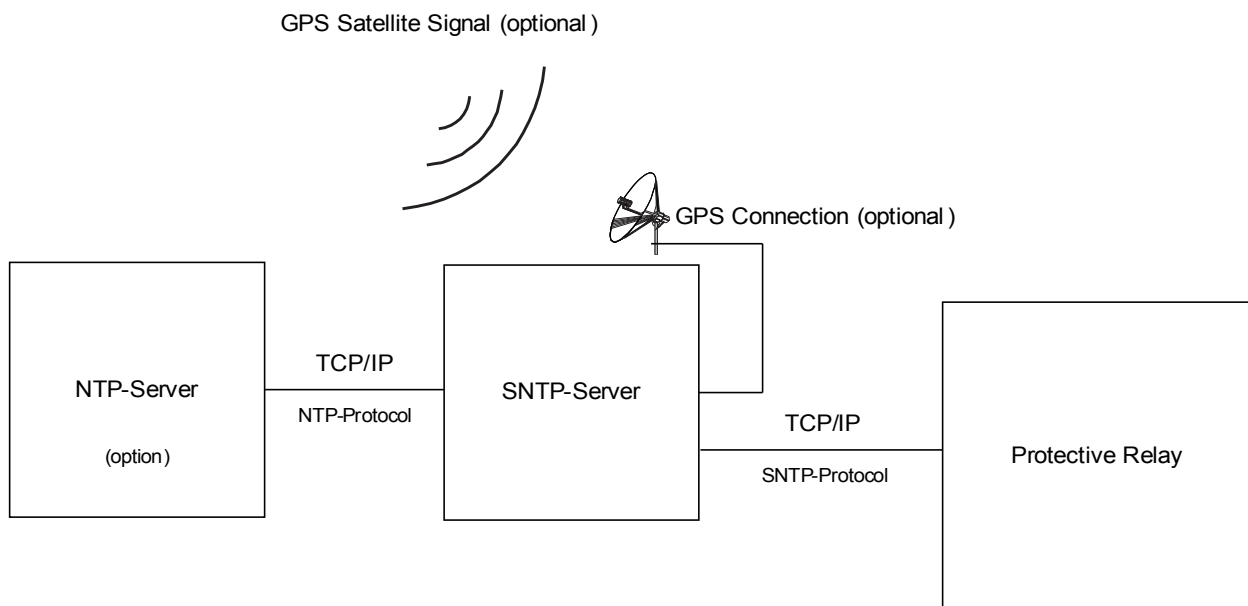 GPS Satellite Signal (optional)
GPS Connection (optional)
NTP-Server
(option)
TCP/IP
NTP-Protocol
SNTP-Server
TCP/IP
SNTP-Protocol
Protective Relay